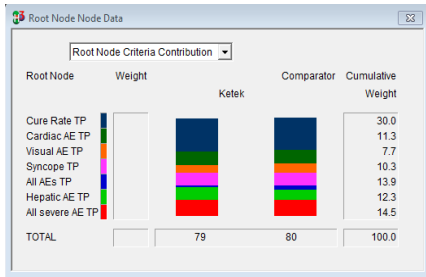 Root Node Node Data
Root Node Criteria Contribution
Root Node Weight Comparator Cumulative
Ketek Weight
Cure Rate TP 30.0
Cardiac AE TP 11.3
Visual AE TP 7.7
Syncope TP 10.3
All AEs TP 13.9
Hepatic AE TP 12.3
All severe AE TP 14.5
TOTAL 79 80 100.0